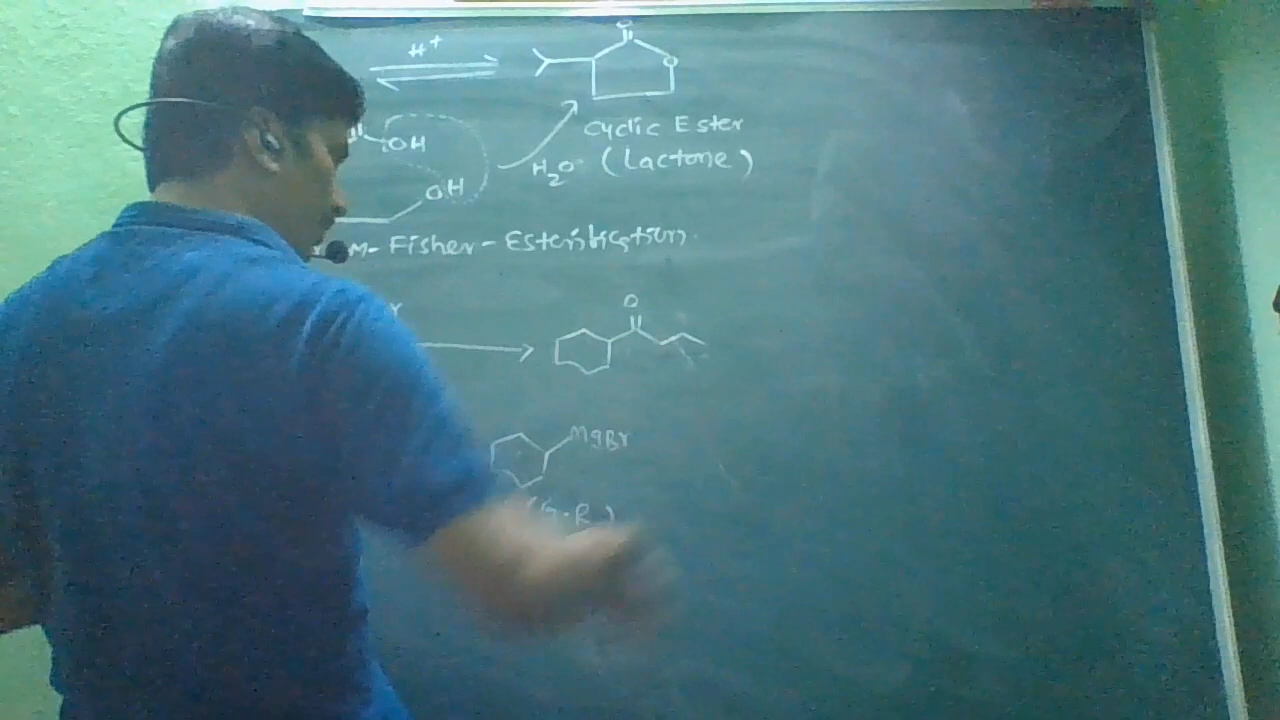 H+
O
O
OH
Cyclic Ester
H2O (Lactone)
OH
M- Fisher-Esterification.
O
MgBr
(G.R)